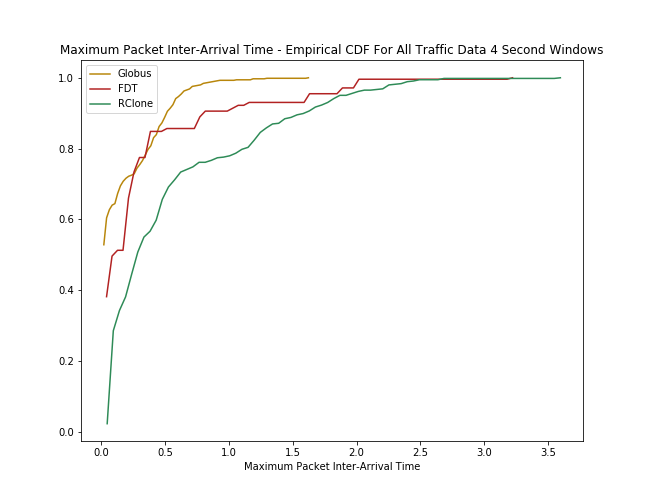 Maximum Packet Inter-Arrival Time - Empirical CDF For All Traffic Data 4 Second Windows
Globus
FDT
RClone
1.0
0.8
0.6
0.4
0.2
0.0
0.0 0.5 1.0 1.5 2.0 2.5 3.0 3.5
Maximum Packet Inter-Arrival Time